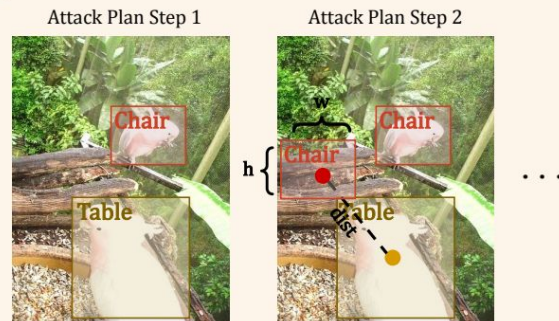 Attack Plan Step 1
Attack Plan Step 2
Chair
Table
w
h
Chair
Chair
Table
dist
. . .